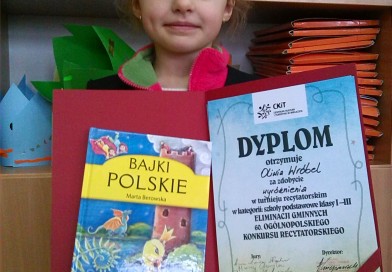 BAJKI
POLSKIE
Marta Berowska
CKiT
DYPLOM
otrzymuje
Oliwia Wróbel
za zdobycie
wyróżnienia
w turnieju recytatorskim
w kategorii: szkoły podstawowe klasy I-III
ELIMINACJI GMINNYCH
60. OGÓLNOPOLSKIEGO
KONKURSU RECYTATORSKIEGO